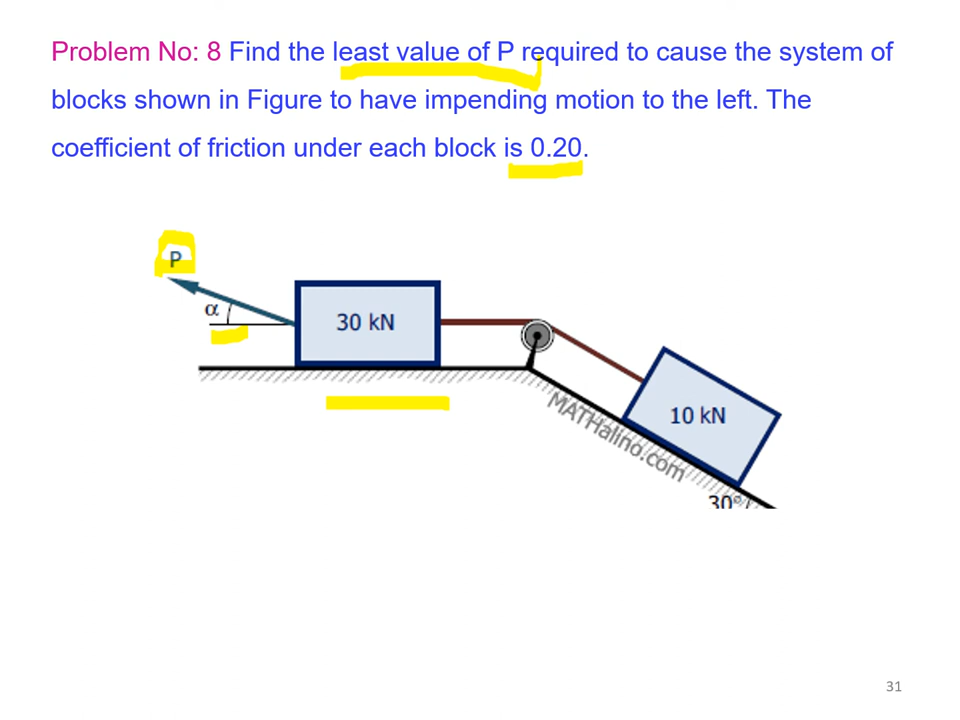 Problem No: 8 Find the least value of P required to cause the system of
blocks shown in Figure to have impending motion to the left. The
coefficient of friction under each block is 0.20.
P
α
30 kN
10 kN
MATHalino.com
30°
31